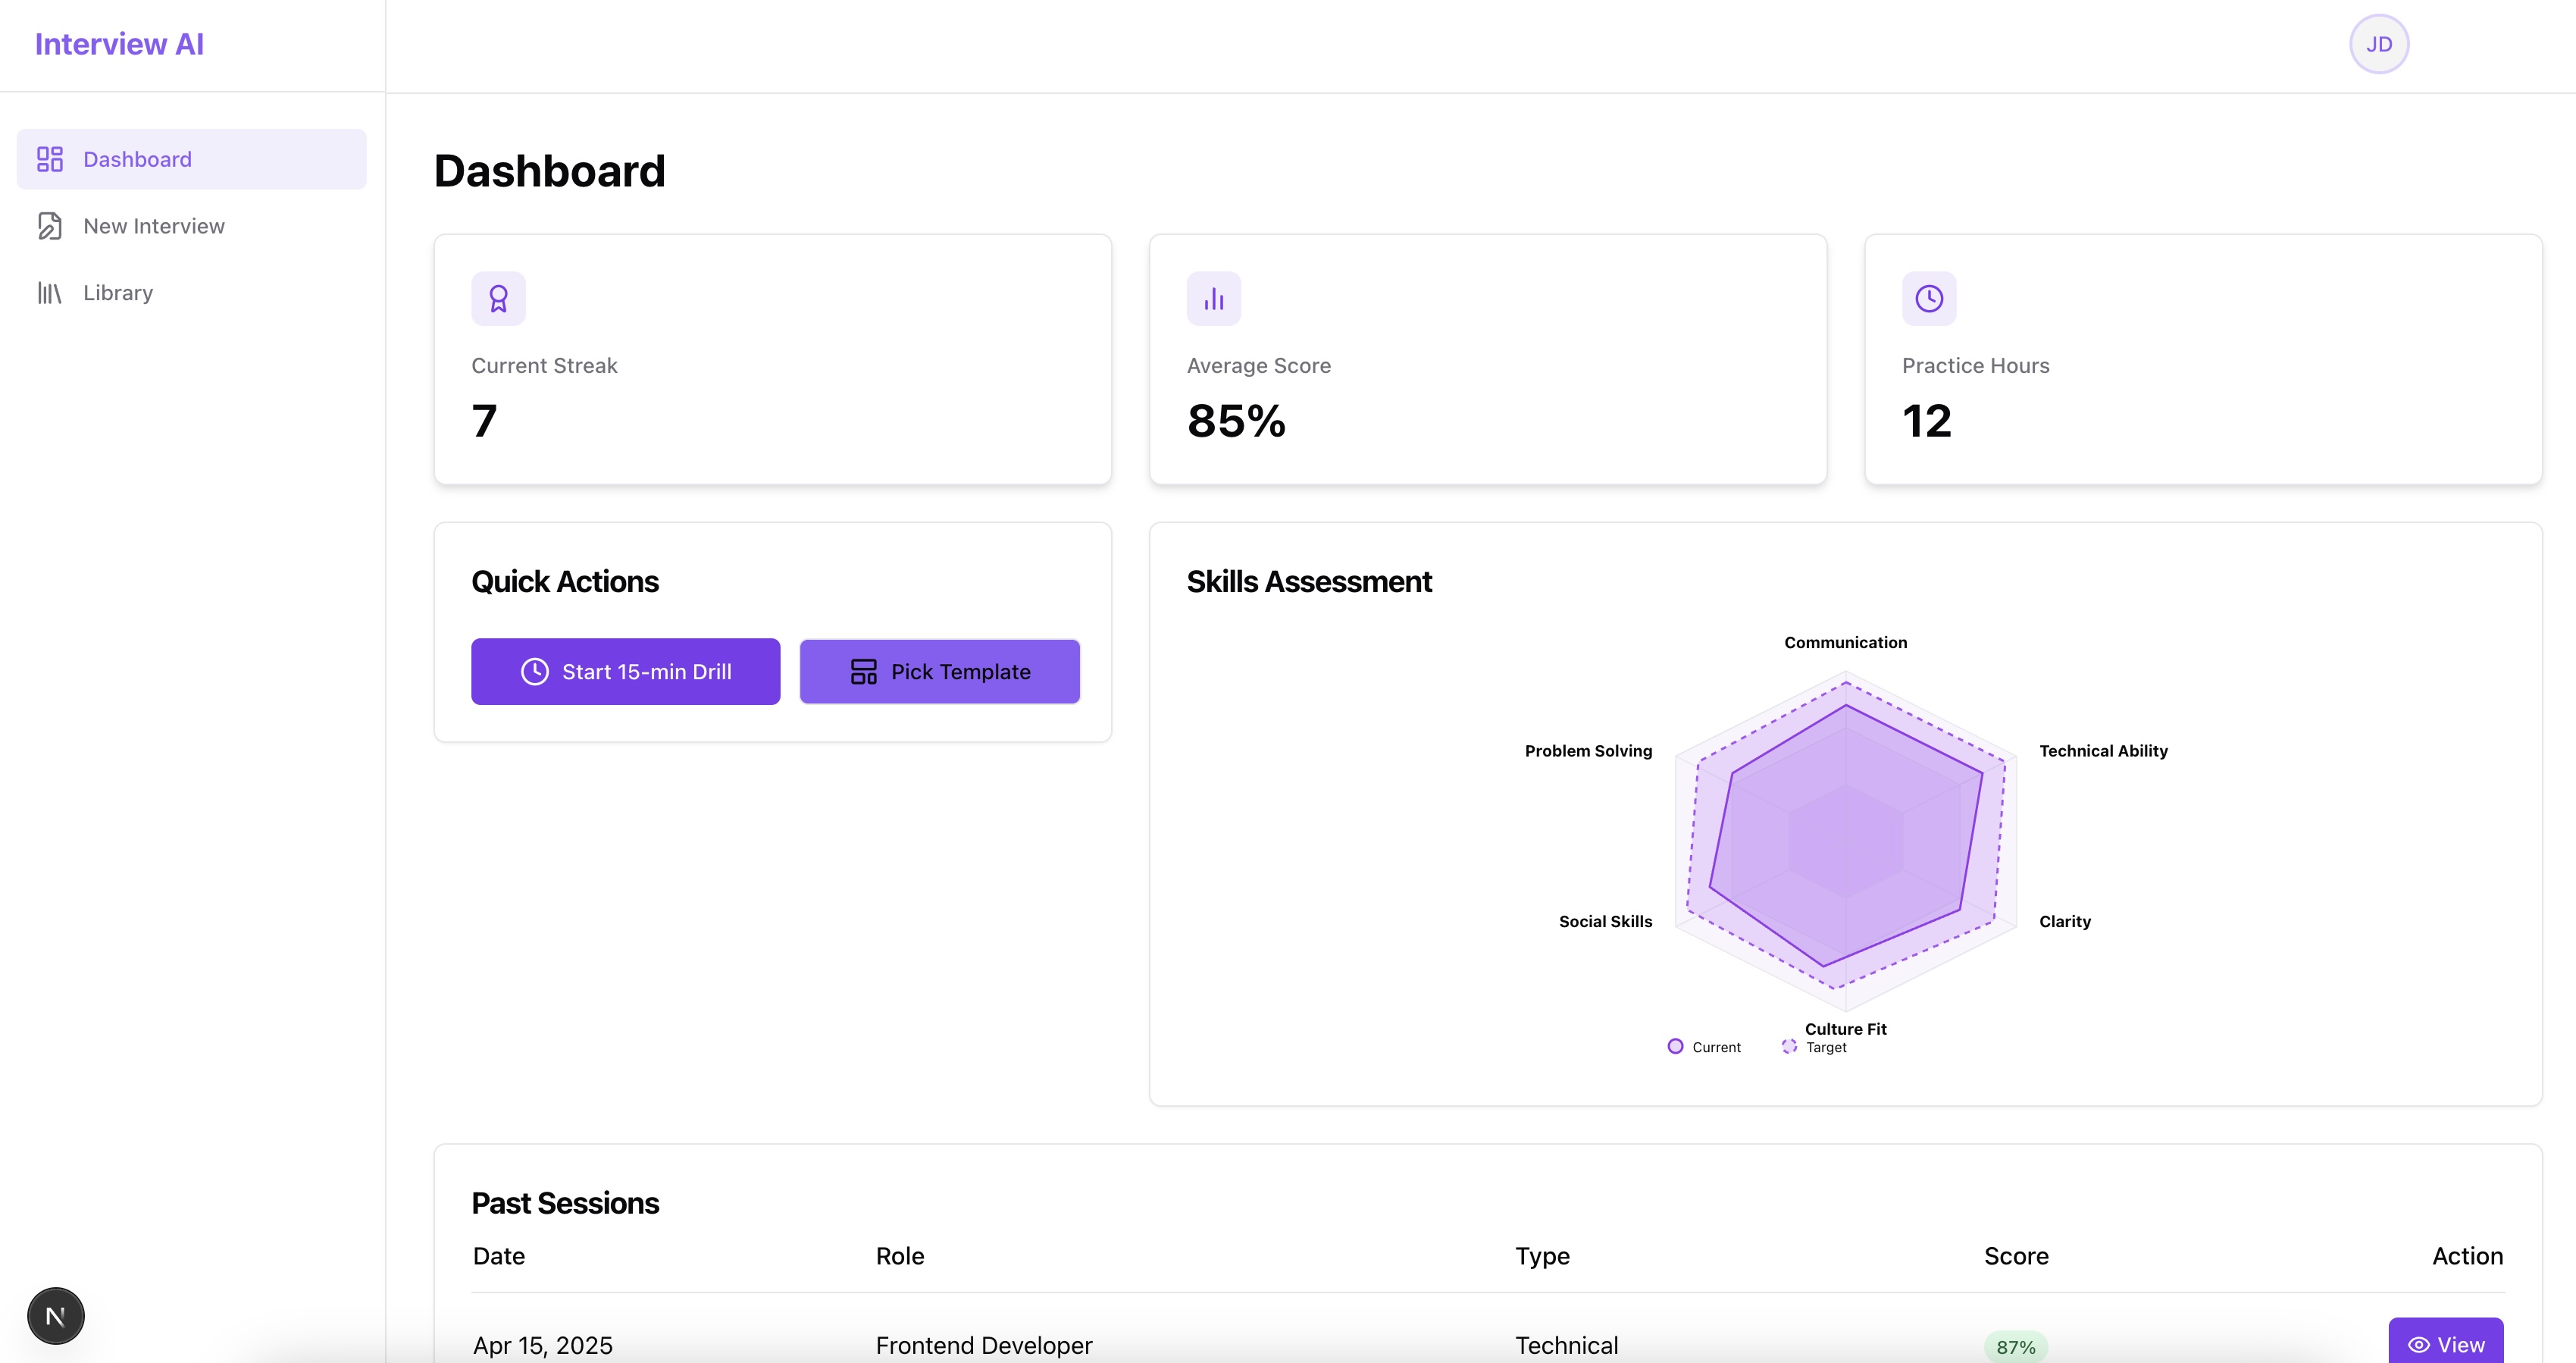 Interview AI
JD
Dashboard
New Interview
Library
Dashboard
Current Streak
7
Average Score
85%
Practice Hours
12
Quick Actions
Start 15-min Drill
Pick Template
Skills Assessment
Communication
Problem Solving
Technical Ability
Social Skills
Clarity
Culture Fit
Current
Target
Past Sessions
Date Role Type Score Action
Apr 15, 2025 Frontend Developer Technical 87% View
N